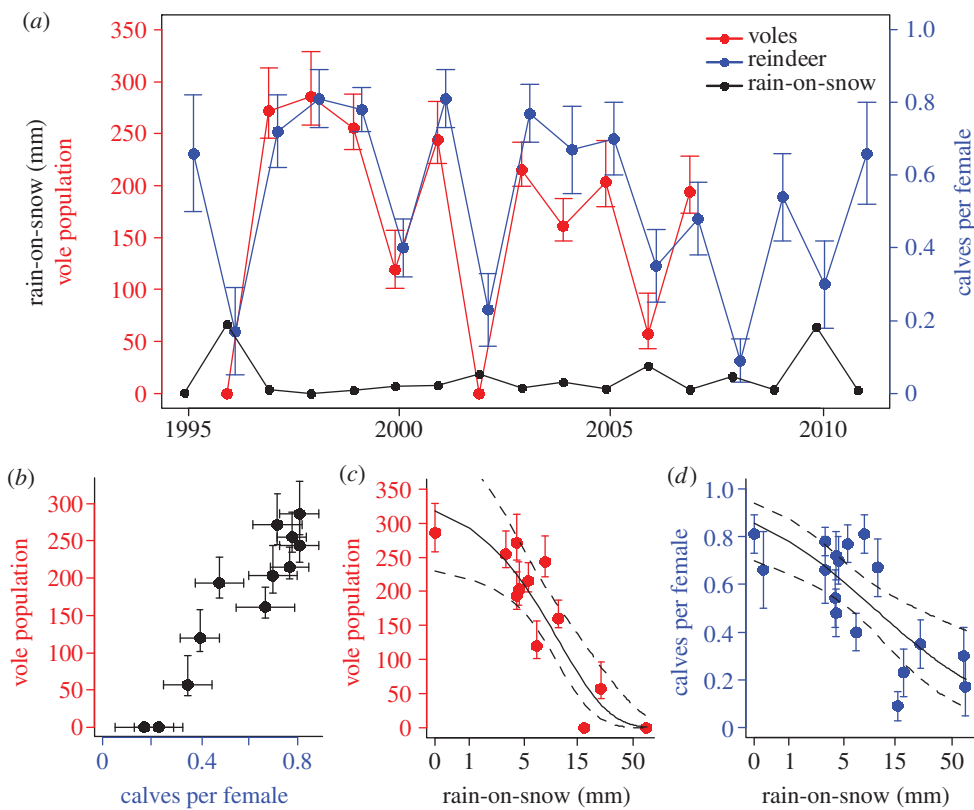 (a)
voles
reindeer
rain-on-snow
rain-on-snow (mm)
vole population
350
300
250
200
150
100
50
0
calves per female
0.8
0.6
0.4
0.2
0
1995 2000 2005 2010
(b)
vole population
300
250
200
150
100
50
0
0 0.4 0.8
calves per female
(c)
vole population
350
300
250
200
150
100
50
0
0 1 5 15 50
rain-on-snow (mm)
(d)
calves per female
1.0
0.8
0.6
0.4
0.2
0
0 1 5 15 50
rain-on-snow (mm)